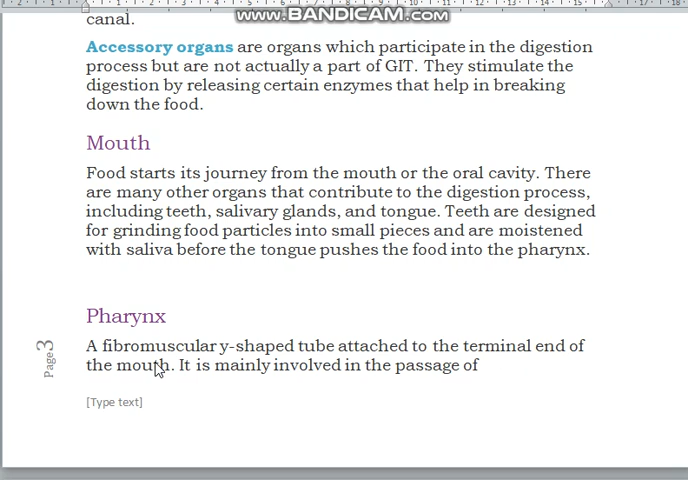 www.BANDICAM.com
canal.
Accessory organs are organs which participate in the digestion
process but are not actually a part of GIT. They stimulate the
digestion by releasing certain enzymes that help in breaking
down the food.
Mouth
Food starts its journey from the mouth or the oral cavity. There
are many other organs that contribute to the digestion process,
including teeth, salivary glands, and tongue. Teeth are designed
for grinding food particles into small pieces and are moistened
with saliva before the tongue pushes the food into the pharynx.
Pharynx
A fibromuscular y-shaped tube attached to the terminal end of
the mouth. It is mainly involved in the passage of
Page 3
[Type text]